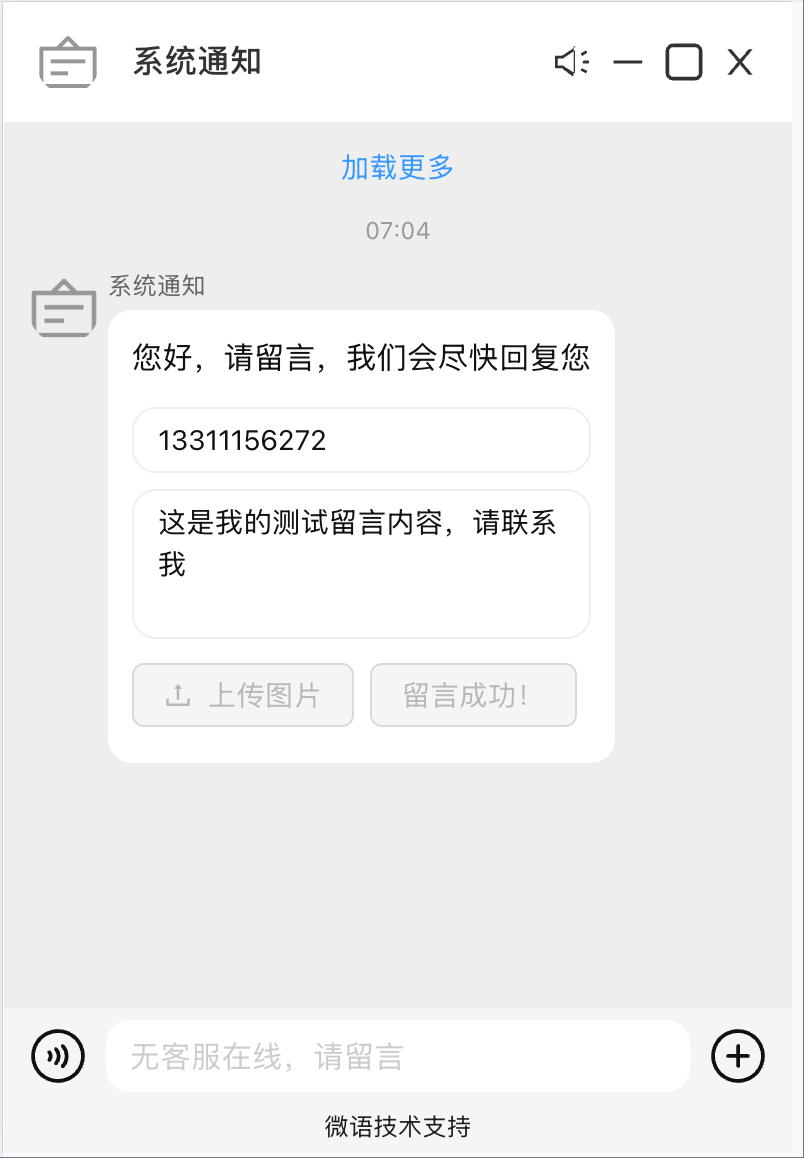 系统通知
加载更多
07:04
系统通知
您好，请留言，我们会尽快回复您
13311156272
这是我的测试留言内容，请联系
我
上传图片
留言成功！
无客服在线，请留言
微语技术支持